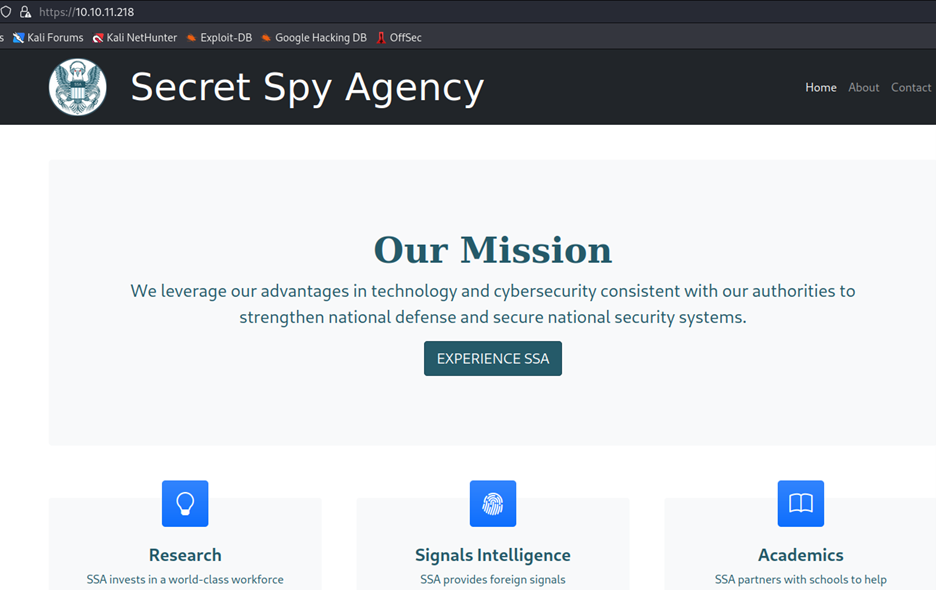 https://10.10.11.218
s Kali Forums Kali NetHunter Exploit-DB Google Hacking DB OffSec
Secret Spy Agency
Home About Contact
Our Mission
We leverage our advantages in technology and cybersecurity consistent with our authorities to
strengthen national defense and secure national security systems.
EXPERIENCE SSA
Research
SSA invests in a world-class workforce
Signals Intelligence
SSA provides foreign signals
Academics
SSA partners with schools to help